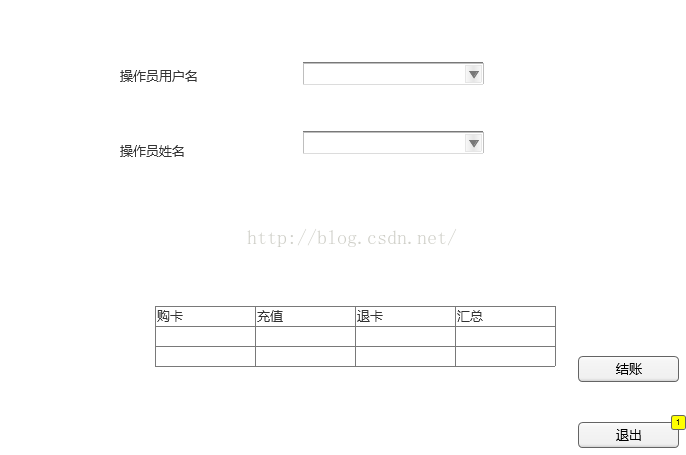 操作员用户名
操作员姓名
http://blog.csdn.net/
购卡 充值 退卡 汇总
结账
1
退出